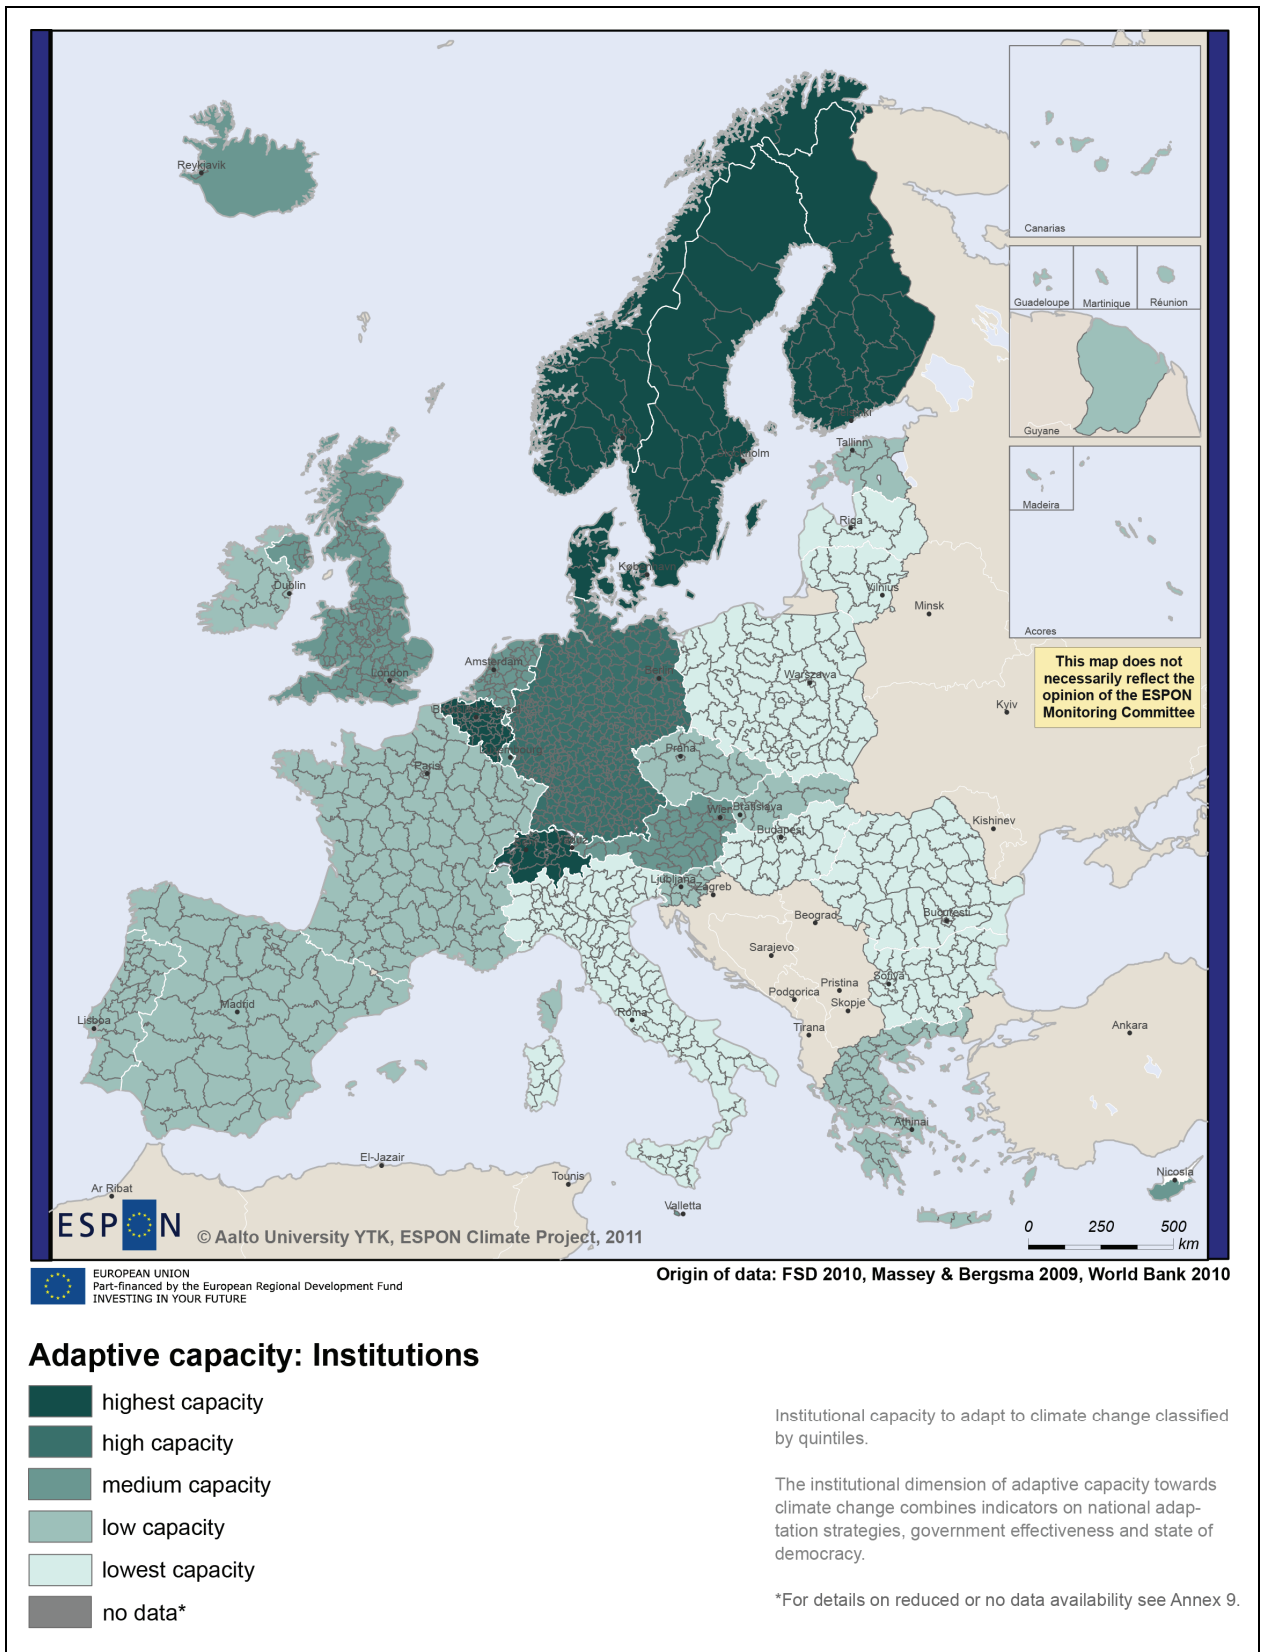 Reykjavik
Canarias
Guadeloupe
Martinique
Réunion
Guyane
Helsinki
Tallinn
Stockholm
Madeira
Riga
København
Dublin
Vilnius
Minsk
Acores
This map does not
necessarily reflect the
opinion of the ESPON
Monitoring Committee
Amsterdam
London
Berlin
Warszawa
Kyiv
Luxembourg
Praha
Paris
Wien
Bratislava
Kishinev
Budapest
Ljubljana
Zagreb
Bucuresti
Beograd
Sarajevo
Sofiya
Pristina
Podgorica
Skopje
Madrid
Lisboa
Roma
Tirana
Ankara
Athinai
El-Jazair
Tounis
Nicosia
Ar Ribat
Valletta
ESPON
© Aalto University YTK, ESPON Climate Project, 2011
0 250 500
km
EUROPEAN UNION
Part-financed by the European Regional Development Fund
INVESTING IN YOUR FUTURE
Origin of data: FSD 2010, Massey & Bergsma 2009, World Bank 2010
Adaptive capacity: Institutions
highest capacity
high capacity
medium capacity
low capacity
lowest capacity
no data*
Institutional capacity to adapt to climate change classified
by quintiles.
The institutional dimension of adaptive capacity towards
climate change combines indicators on national adap-
tation strategies, government effectiveness and state of
democracy.
*For details on reduced or no data availability see Annex 9.